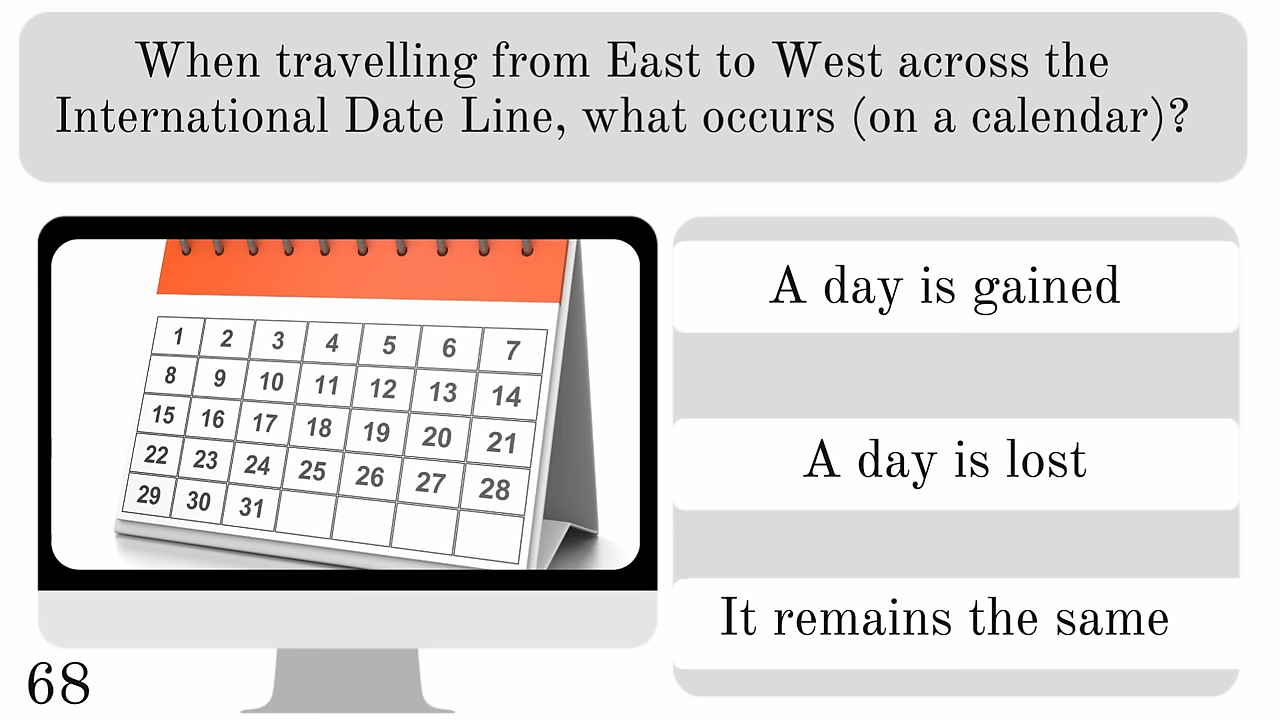 When travelling from East to West across the
International Date Line, what occurs (on a calendar)?
1 2 3 4 5 6 7
8 9 10 11 12 13 14
15 16 17 18 19 20 21
22 23 24 25 26 27 28
29 30 31
A day is gained
A day is lost
It remains the same
68